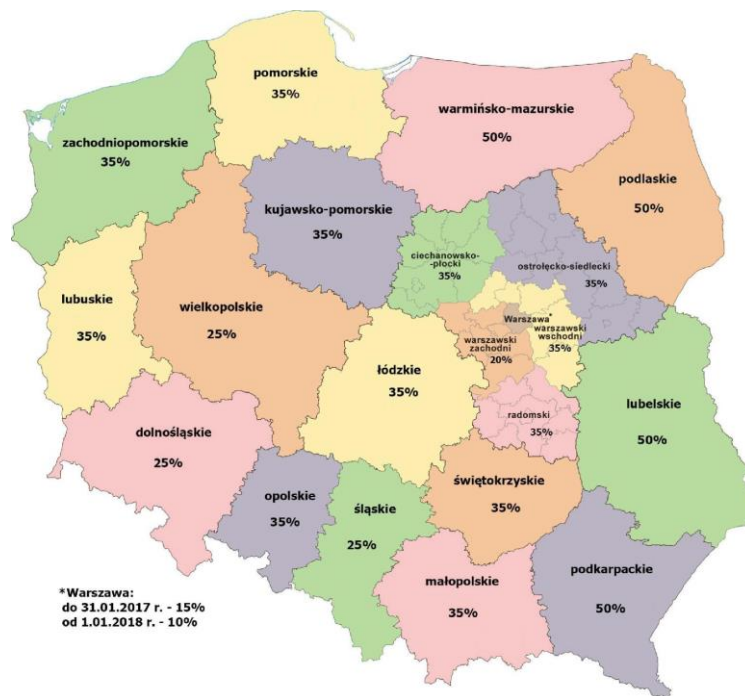 pomorskie
35%
warmińsko-mazurskie
50%
zachodniopomorskie
35%
podlaskie
50%
kujawsko-pomorskie
35%
ciechanowsko-
-płocki
35%
ostrołęcko-siedlecki
35%
lubuskie
35%
wielkopolskie
25%
Warszawa*
warszawski
wschodni
35%
warszawski
zachodni
20%
łódzkie
35%
radomski
35%
lubelskie
50%
dolnośląskie
25%
opolskie
35%
śląskie
25%
świętokrzyskie
35%
małopolskie
35%
podkarpackie
50%
*Warszawa:
do 31.01.2017 r. - 15%
od 1.01.2018 r. - 10%